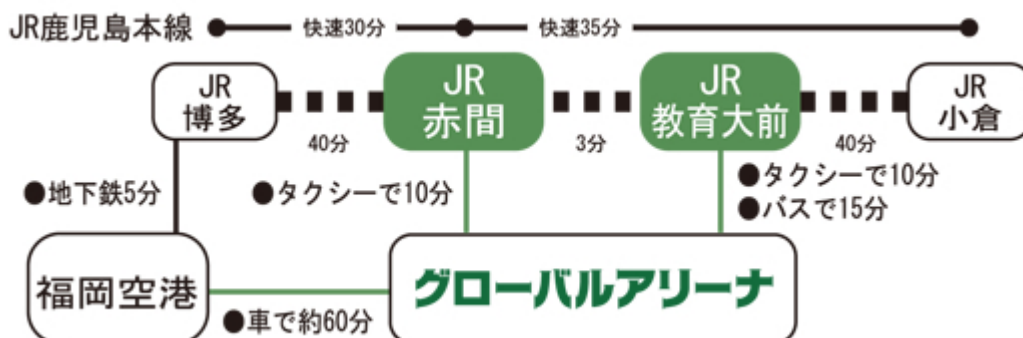 JR鹿児島本線
快速30分
快速35分
JR
博多
JR
赤間
JR
教育大前
JR
小倉
40分
3分
40分
●地下鉄5分
●タクシーで10分
●タクシーで10分
●バスで15分
福岡空港
グローバルアリーナ
●車で約60分